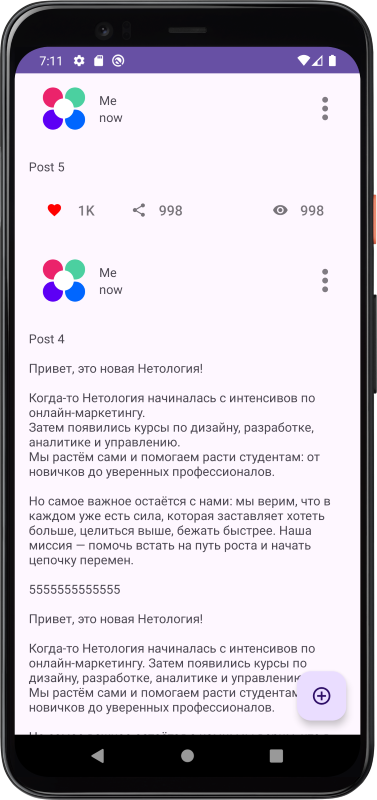 7:11
Me
now
Post 5
1K 998 998
Me
now
Post 4
Привет, это новая Нетология!
Когда-то Нетология начиналась с интенсивов по
онлайн-маркетингу.
Затем появились курсы по дизайну, разработке,
аналитике и управлению.
Мы растём сами и помогаем расти студентам: от
новичков до уверенных профессионалов.
Но самое важное остаётся с нами: мы верим, что в
каждом уже есть сила, которая заставляет хотеть
больше, целиться выше, бежать быстрее. Наша
миссия — помочь встать на путь роста и начать
цепочку перемен.
5555555555555
Привет, это новая Нетология!
Когда-то Нетология начиналась с интенсивов по
онлайн-маркетингу. Затем появились курсы по
дизайну, разработке, аналитике и управлению.
Мы растём сами и помогаем расти студентам
новичков до уверенных профессионалов.